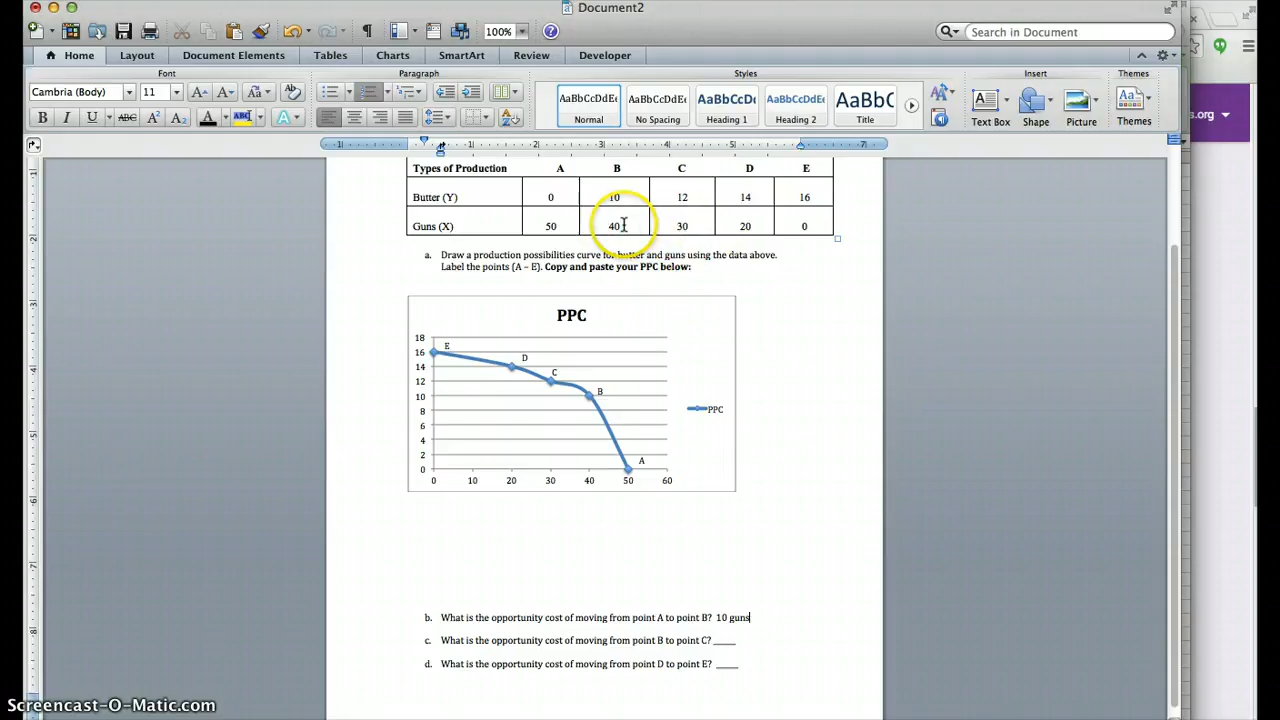 Document2
100%
Search in Document
Home Layout Document Elements Tables Charts SmartArt Review Developer
Font Paragraph Styles Insert Themes
Cambria (Body) 11
AaBbCcDdEe AaBbCcDdEe AaBbCcDc AaBbCcDdEe AaBbC
Normal No Spacing Heading 1 Heading 2 Title
Text Box Shape Picture Themes
s.org
Types of Production A B C D E
Butter (Y) 0 10 12 14 16
Guns (X) 50 40 30 20 0
a. Draw a production possibilities curve for butter and guns using the data above.
Label the points (A – E). Copy and paste your PPC below:
PPC
18
16
14
12
10
8
6
4
2
0
E
D
C
B
A
PPC
0 10 20 30 40 50 60
b. What is the opportunity cost of moving from point A to point B? 10 guns
c. What is the opportunity cost of moving from point B to point C? ____
d. What is the opportunity cost of moving from point D to point E? ____
Screencast-O-Matic.com